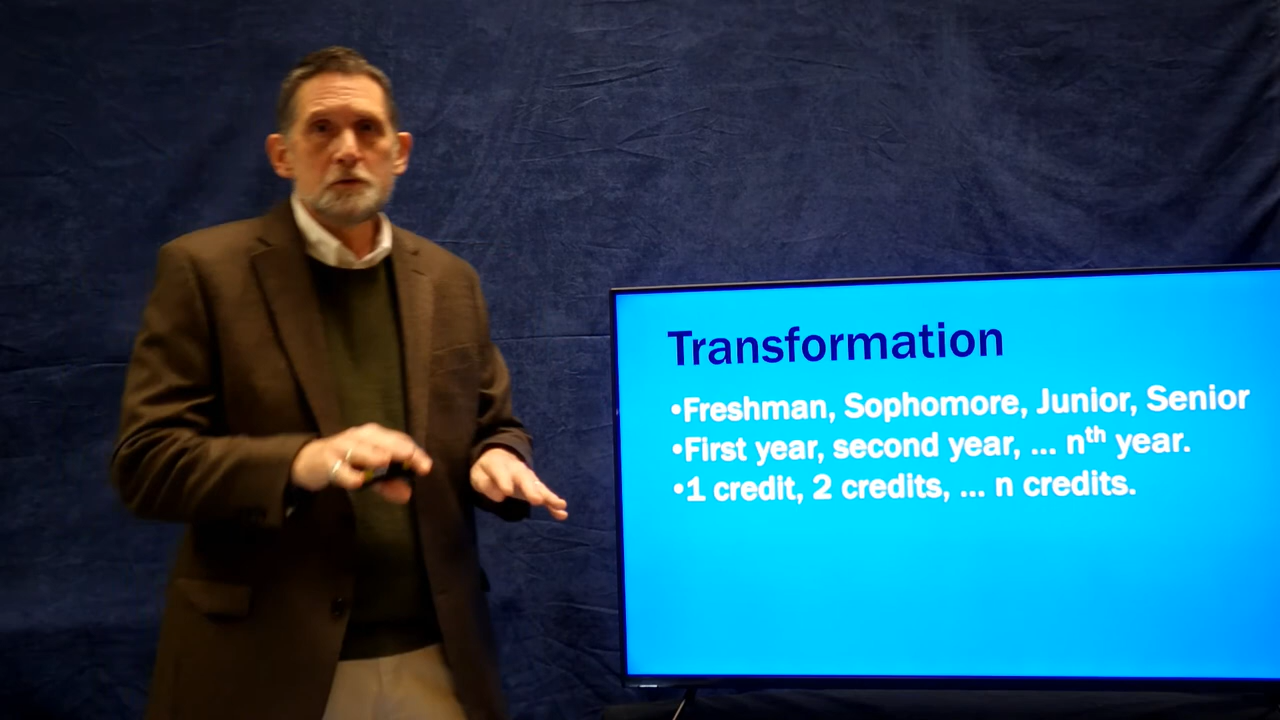 Transformation
•Freshman, Sophomore, Junior, Senior
•First year, second year, ... nth year.
•1 credit, 2 credits, ... n credits.